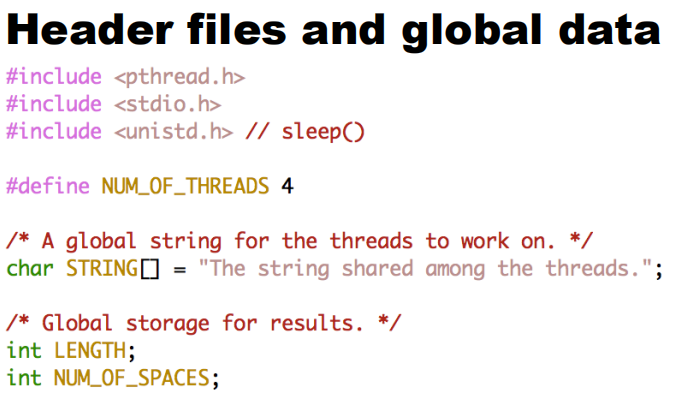 Header files and global data
#include <pthread.h>
#include <stdio.h>
#include <unistd.h> // sleep()
#define NUM_OF_THREADS 4
/* A global string for the threads to work on. */
char STRING[] = "The string shared among the threads.";
/* Global storage for results. */
int LENGTH;
int NUM_OF_SPACES;